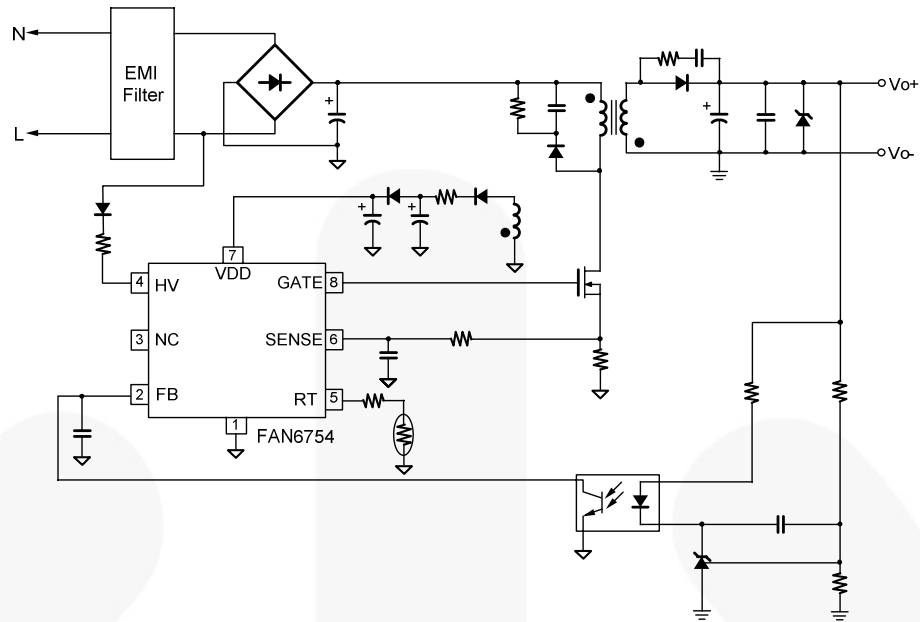 N
EMI
Filter
L
+
+
Vo+
Vo-
+
+
7
VDD
4 HV
GATE 8
3 NC
SENSE 6
2 FB
RT 5
1
FAN6754